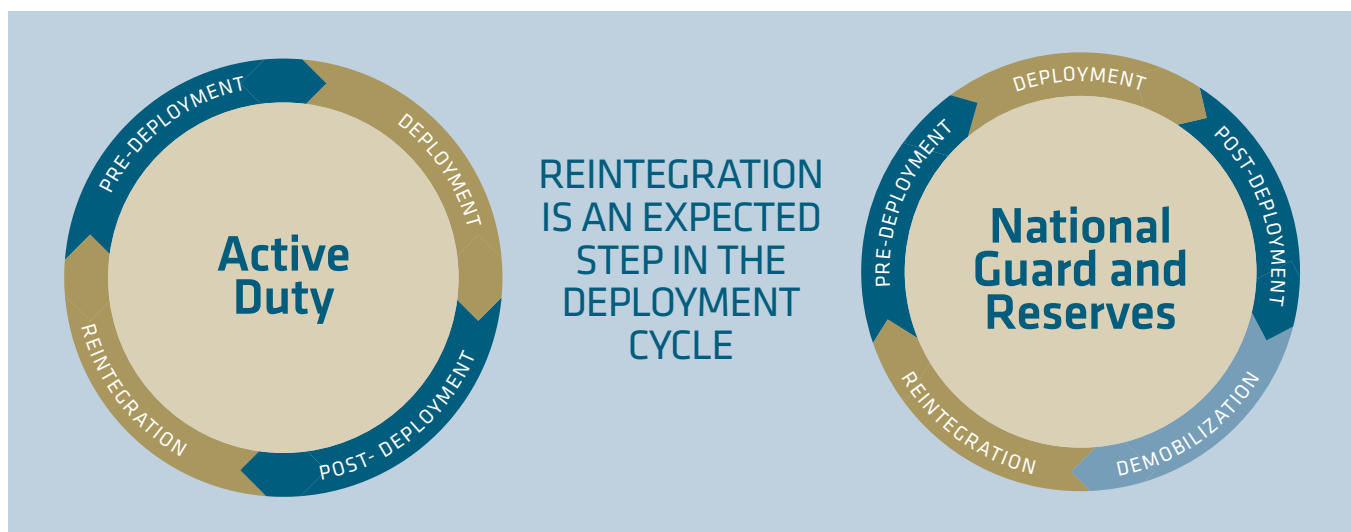 PRE-DEPLOYMENT
DEPLOYMENT
POST- DEPLOYMENT
REINTEGRATION
Active
Duty
REINTEGRATION
IS AN EXPECTED
STEP IN THE
DEPLOYMENT
CYCLE
PRE-DEPLOYMENT
DEPLOYMENT
POST-DEPLOYMENT
DEMOBILIZATION
REINTEGRATION
National
Guard and
Reserves